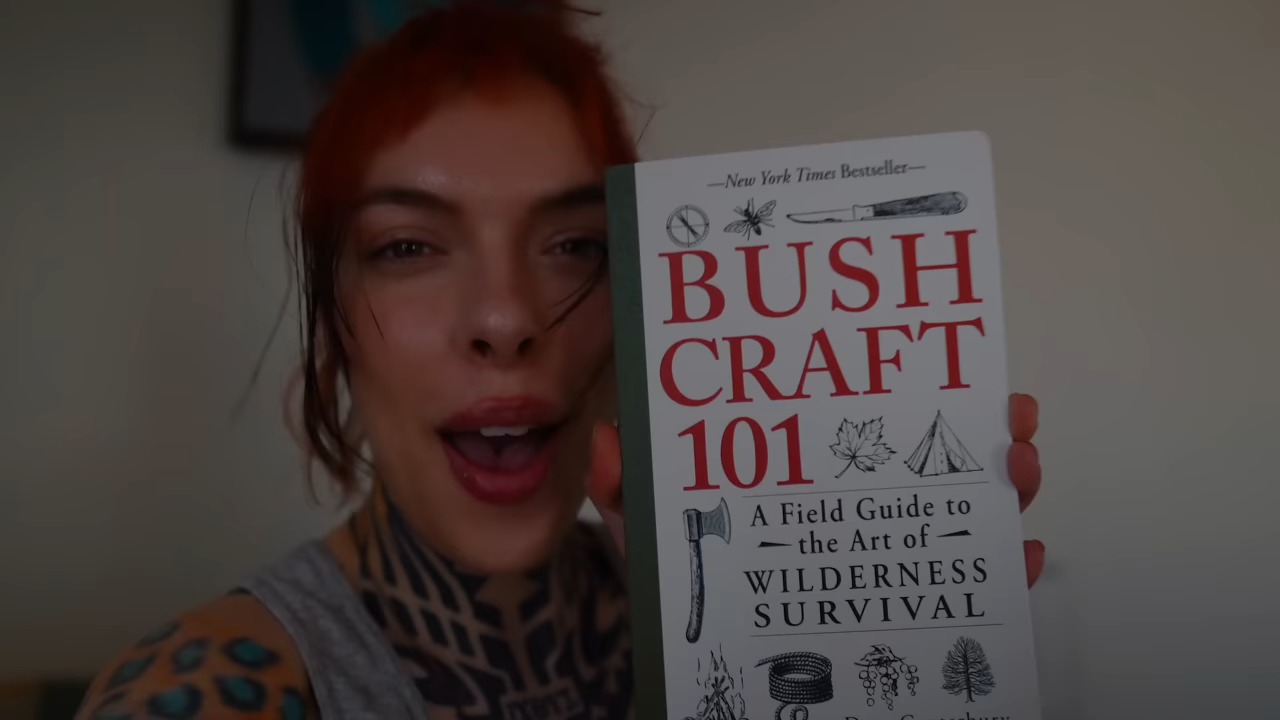 —New York Times Bestseller—
BUSH
CRAFT
101
A Field Guide to
the Art of
WILDERNESS
SURVIVAL